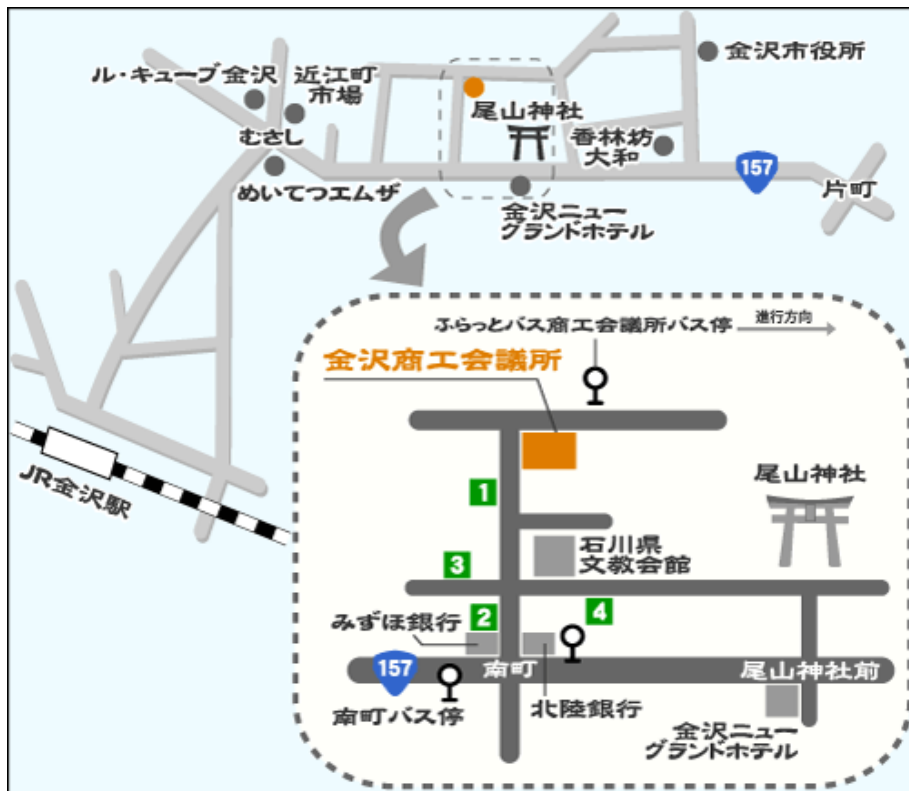 金沢市役所
ル・キューブ金沢
近江町
市場
むさし
めいてつエムザ
尾山神社
香林坊
大和
157
片町
金沢ニュー
グランドホテル
JR金沢駅
ふらっとバス商工会議所バス停
進行方向
金沢商工会議所
1
尾山神社
石川県
文教会館
3
2
4
みずほ銀行
157
南町
尾山神社前
南町バス停
北陸銀行
金沢ニュー
グランドホテル